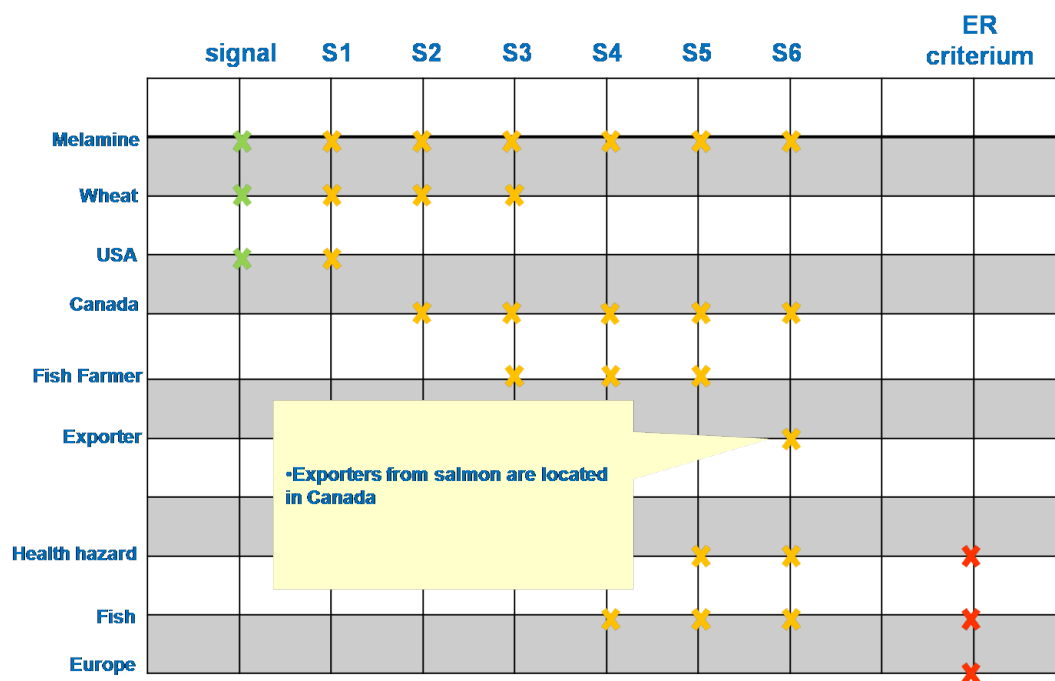 ER
signal S1 S2 S3 S4 S5 S6 criterium
Melamine
Wheat
USA
Canada
Fish Farmer
Exporter
•Exporters from salmon are located
in Canada
Health hazard
Fish
Europe